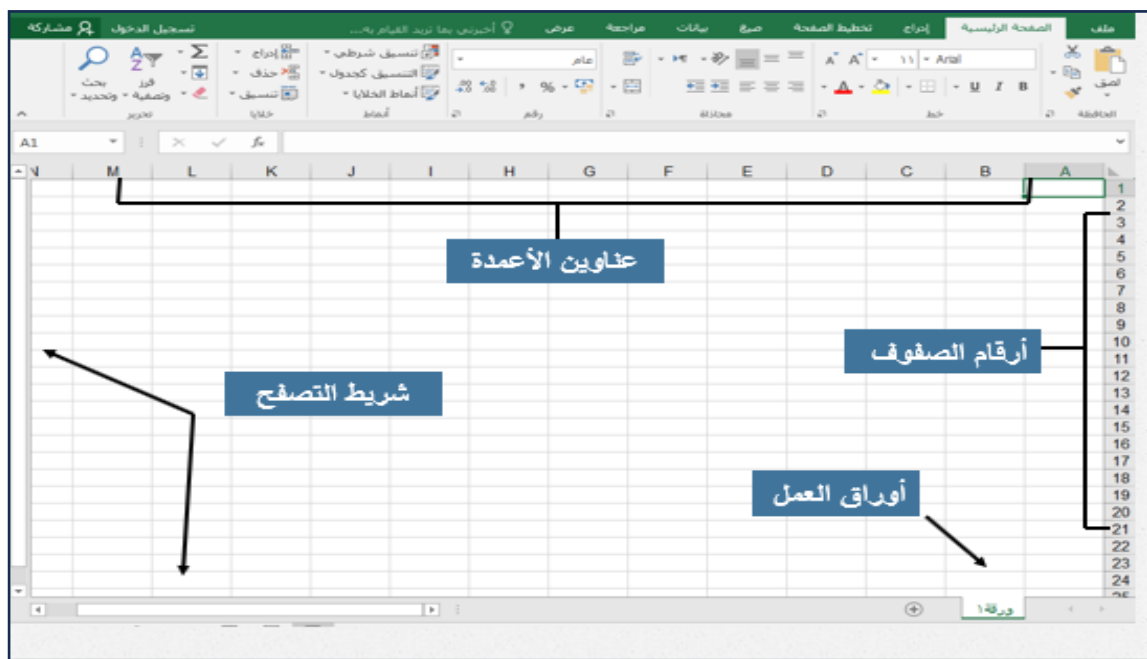 ملف الصفحة الرئيسية إدراج تخطيط الصفحة صيغ بيانات مراجعة عرض أخبرني بما تريد القيام به... تسجيل الدخول مشاركة
لصق
Arial ١١
B I U
عام
%
تنسيق شرطي
التنسيق كجدول
أنماط الخلايا
إدراج
حذف
تنسيق
فرز وتصفية
بحث وتحديد
الحافظة خط محاذاة رقم أنماط خلايا تحرير
A1 fx
A B C D E F G H I J K L M N
1
2
3
4
5
6
7
8
9
10
11
12
13
14
15
16
17
18
19
20
21
22
23
24
25
عناوين الأعمدة
أرقام الصفوف
شريط التصفح
أوراق العمل
ورقة١